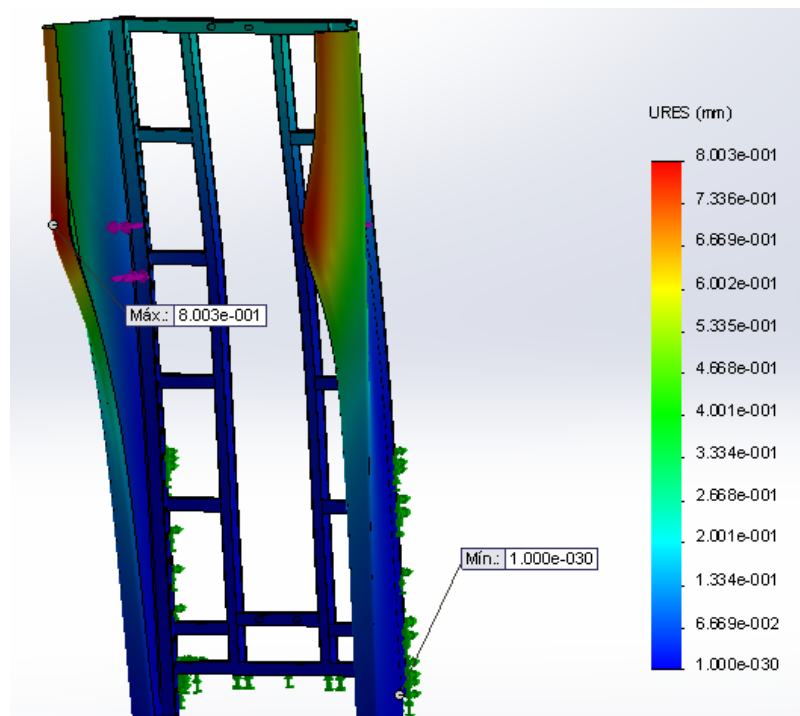 URES (mm)
8.003e-001
7.336e-001
6.669e-001
6.002e-001
5.335e-001
4.668e-001
4.001e-001
3.334e-001
2.668e-001
2.001e-001
1.334e-001
6.669e-002
1.000e-030
Máx.: 8.003e-001
Mín.: 1.000e-030